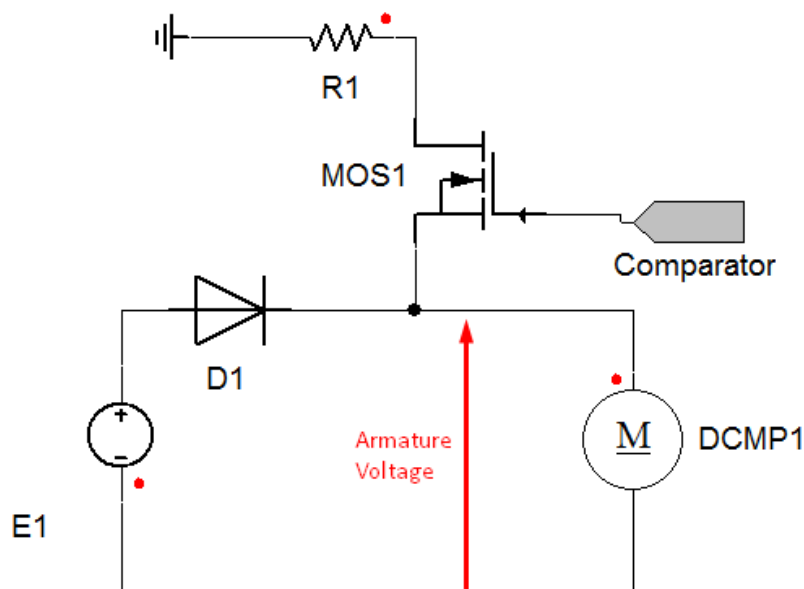 R1
MOS1
Comparator
D1
Armature
Voltage
M
DCMP1
E1